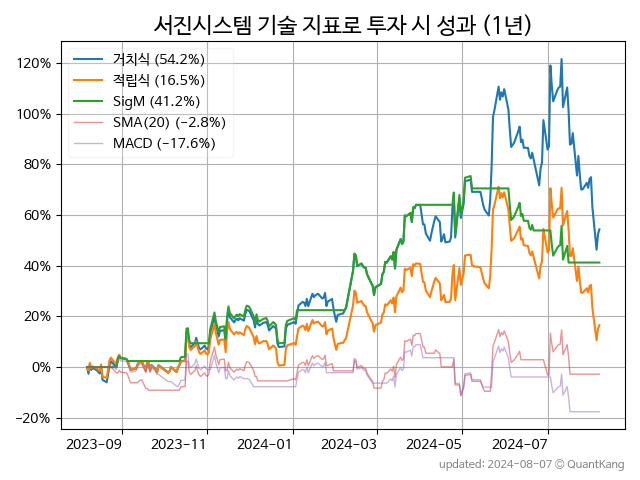 서진시스템 기술 지표로 투자 시 성과 (1년)
거치식 (54.2%)
적립식 (16.5%)
SigM (41.2%)
SMA(20) (−2.8%)
MACD (−17.6%)
120%
100%
80%
60%
40%
20%
0%
−20%
2023-09
2023-11
2024-01
2024-03
2024-05
2024-07
updated: 2024-08-07 © QuantKang